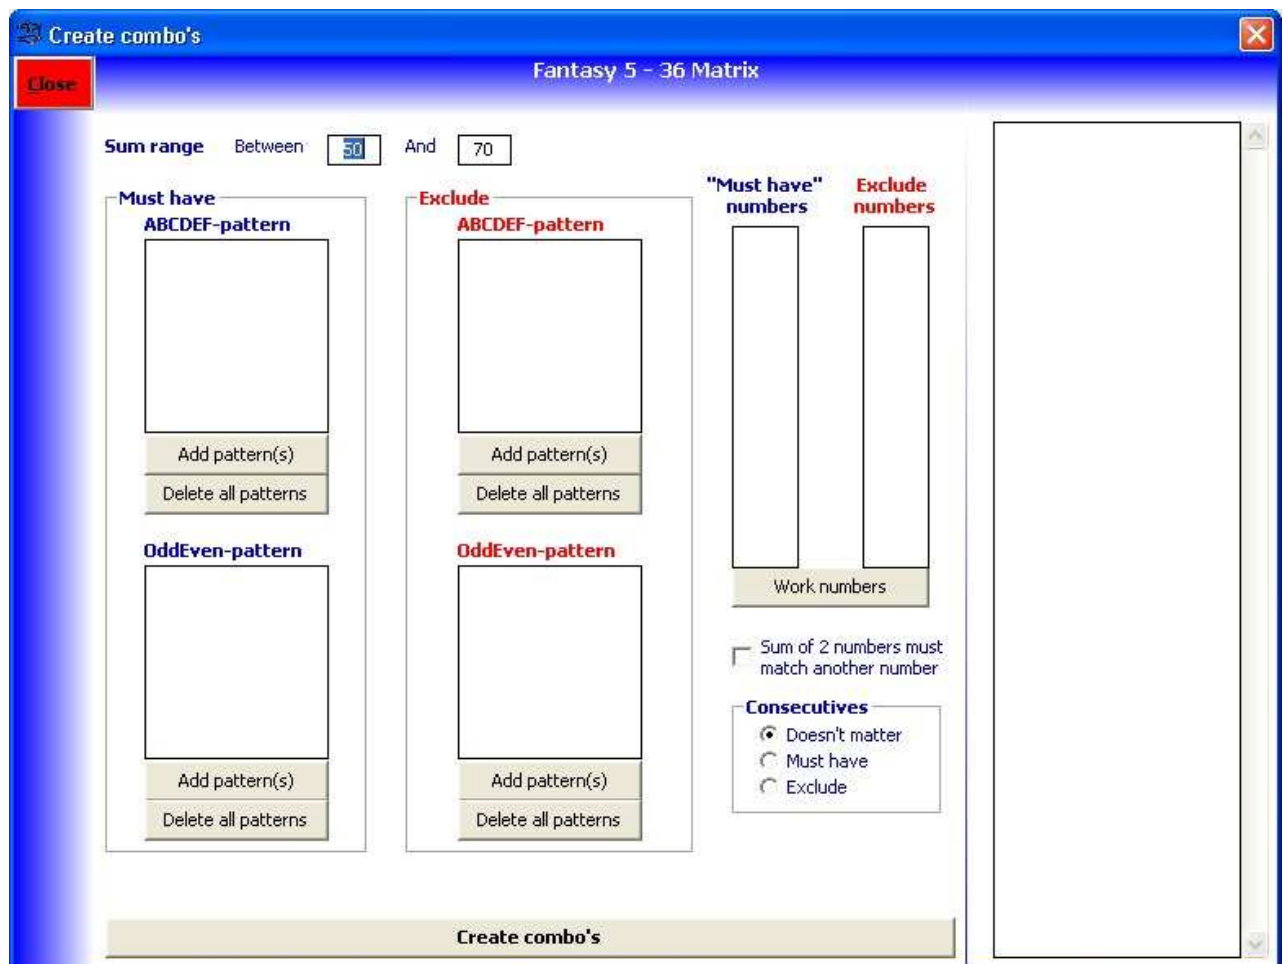 Create combo's
Close
Fantasy 5 - 36 Matrix
Sum range Between 50 And 70
Must have
ABCDEF-pattern
Add pattern(s)
Delete all patterns
OddEven-pattern
Add pattern(s)
Delete all patterns
Exclude
ABCDEF-pattern
Add pattern(s)
Delete all patterns
OddEven-pattern
Add pattern(s)
Delete all patterns
"Must have"
numbers
Exclude
numbers
Work numbers
Sum of 2 numbers must
match another number
Consecutives
Doesn't matter
Must have
Exclude
Create combo's